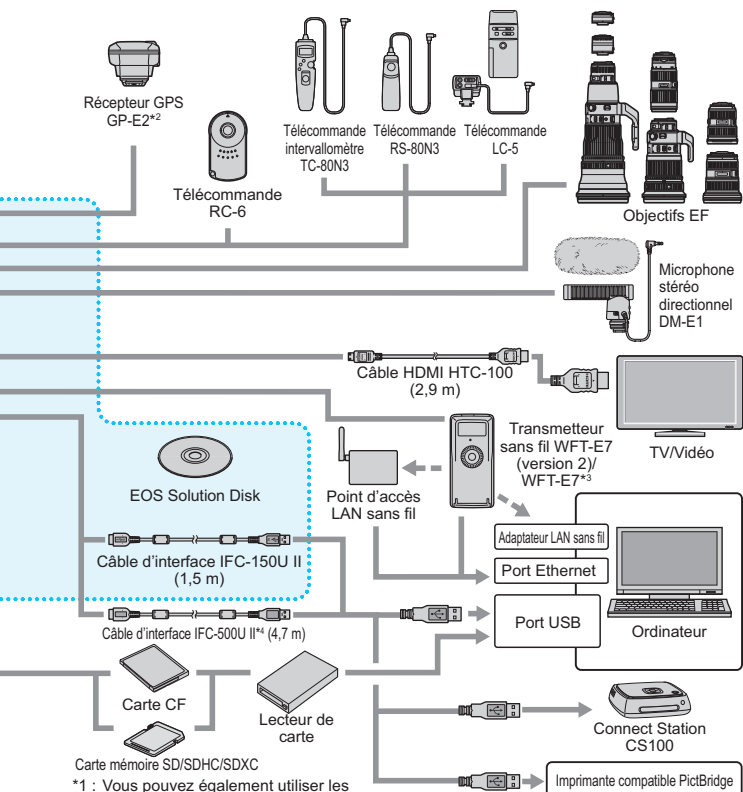 Récepteur GPS
GP-E2*2
Télécommande
RC-6
Télécommande
intervallomètre
TC-80N3
Télécommande
RS-80N3
Télécommande
LC-5
Objectifs EF
Microphone
stéréo
directionnel
DM-E1
Câble HDMI HTC-100
(2,9 m)
TV/Vidéo
Transmetteur
sans fil WFT-E7
(version 2)/
WFT-E7*3
Point d'accès
LAN sans fil
EOS Solution Disk
Adaptateur LAN sans fil
Port Ethernet
Port USB
Ordinateur
Câble d'interface IFC-150U II
(1,5 m)
Câble d'interface IFC-500U II*4 (4,7 m)
Carte CF
Lecteur de
carte
Carte mémoire SD/SDHC/SDXC
Connect Station
CS100
Imprimante compatible PictBridge
*1 : Vous pouvez également utiliser les